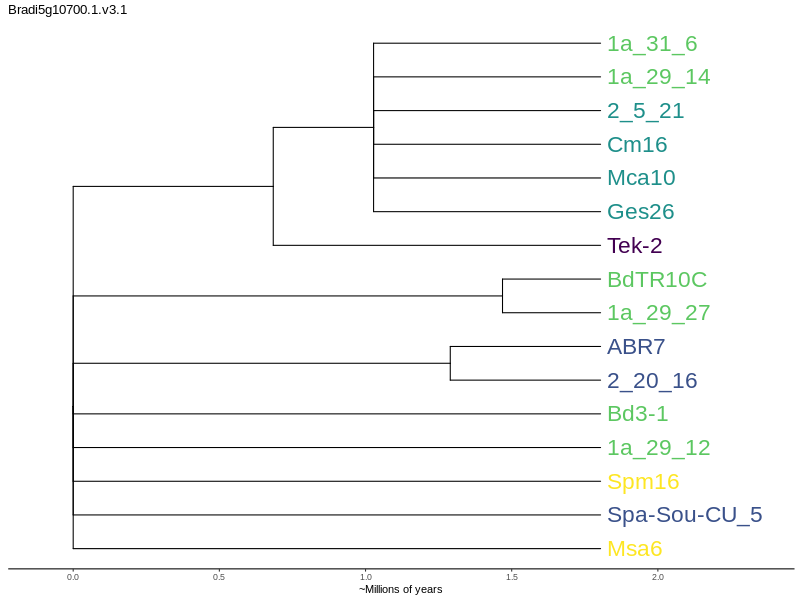 Bradi5g10700.1.v3.1
1a_31_6
1a_29_14
2_5_21
Cm16
Mca10
Ges26
Tek-2
BdTR10C
1a_29_27
ABR7
2_20_16
Bd3-1
1a_29_12
Spm16
Spa-Sou-CU_5
Msa6
0.0 0.5 1.0 1.5 2.0
~Millions of years